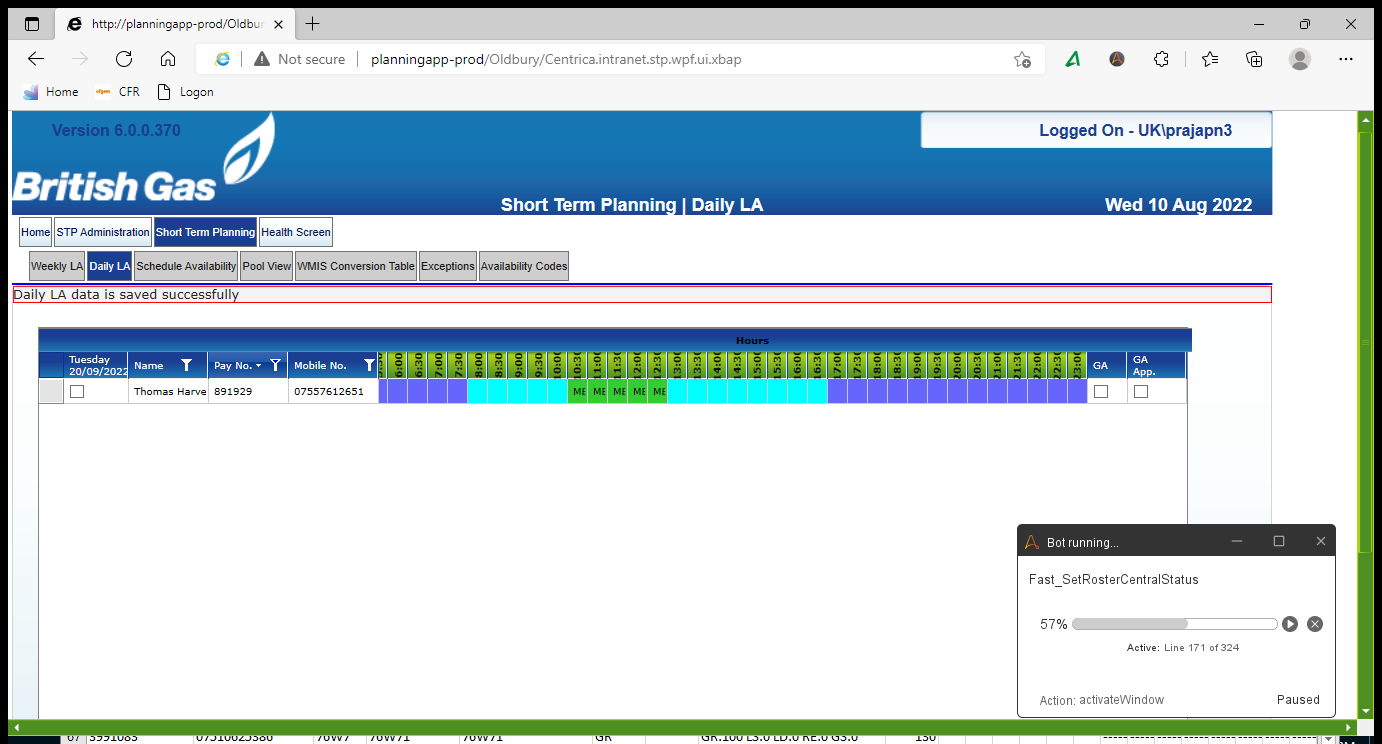 http://planningapp-prod/Oldbur
Not secure planningapp-prod/Oldbury/Centrica.intranet.stp.wpf.ui.xbap
Home cfpm CFR Logon
Version 6.0.0.370
Logged On - UK\prajapn3
British Gas
Short Term Planning | Daily LA
Wed 10 Aug 2022
Home STP Administration Short Term Planning Health Screen
Weekly LA Daily LA Schedule Availability Pool View WMIS Conversion Table Exceptions Availability Codes
Daily LA data is saved successfully
Hours
Tuesday
20/09/2022
Name Pay No. Mobile No. 6:00 6:30 7:00 7:30 8:00 8:30 9:00 9:30 10:00 10:30 11:00 11:30 12:00 12:30 13:00 13:30 14:00 14:30 15:00 15:30 16:00 16:30 17:00 17:30 18:00 18:30 19:00 19:30 20:00 20:30 21:00 21:30 22:00 22:30 23:00 GA
GA
App.
Thomas Harve 891929 07557612651 ME ME ME ME ME
Bot running...
Fast_SetRosterCentralStatus
57%
Active: Line 171 of 324
Action: activateWindow
Paused
67 3991083 07510625386 76W7 76W71 76W71 GR GR:100 LS:0 LD:0 RE:0 GS:0 130